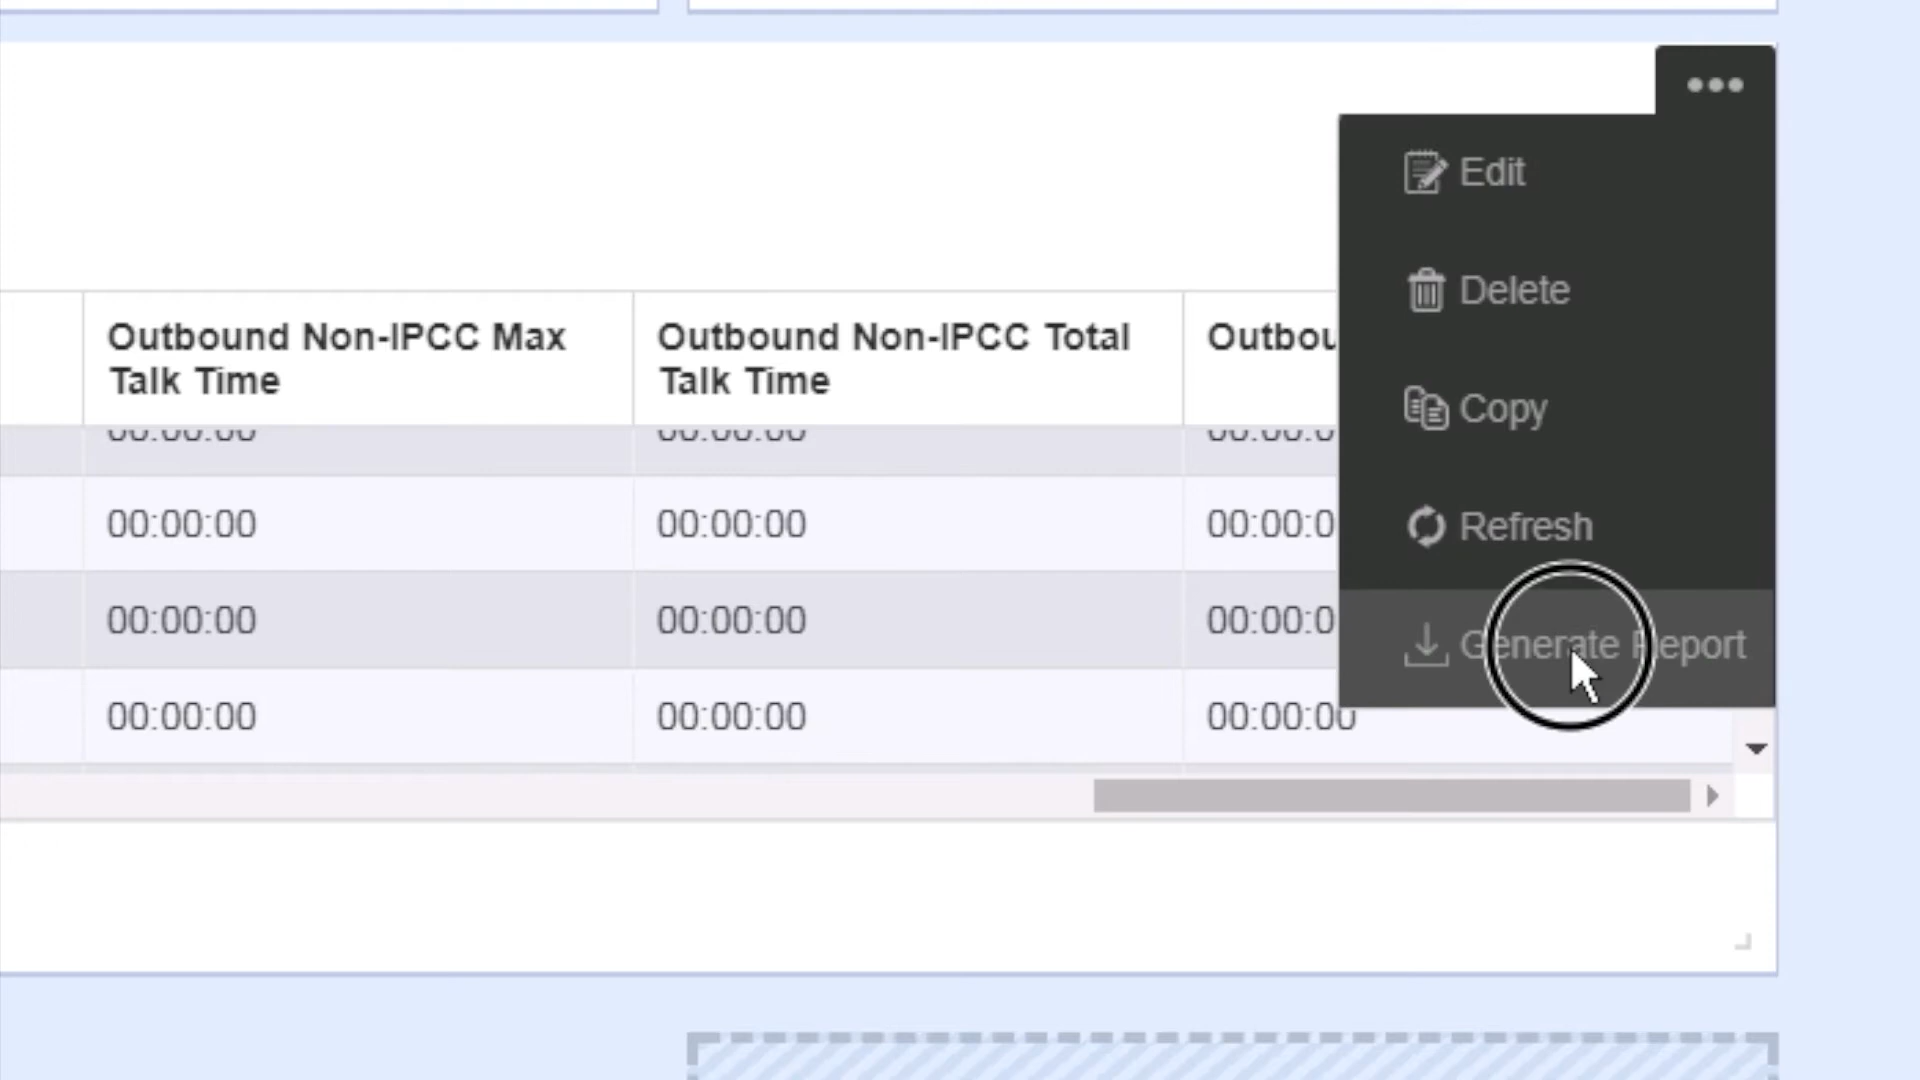 Edit
Delete
Outbound Non-IPCC Max
Talk Time
Outbound Non-IPCC Total
Talk Time
Copy
00:00:00 00:00:00
Refresh
00:00:00 00:00:00
Generate Report
00:00:00 00:00:00 00:00:00